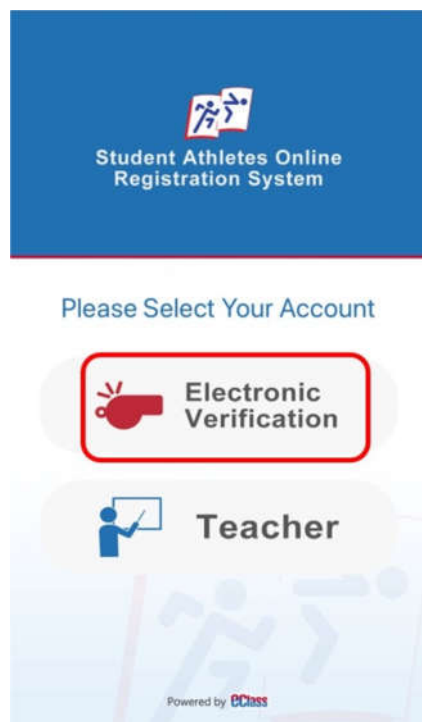 Student Athletes Online
Registration System
Please Select Your Account
Electronic
Verification
Teacher
Powered by eClass